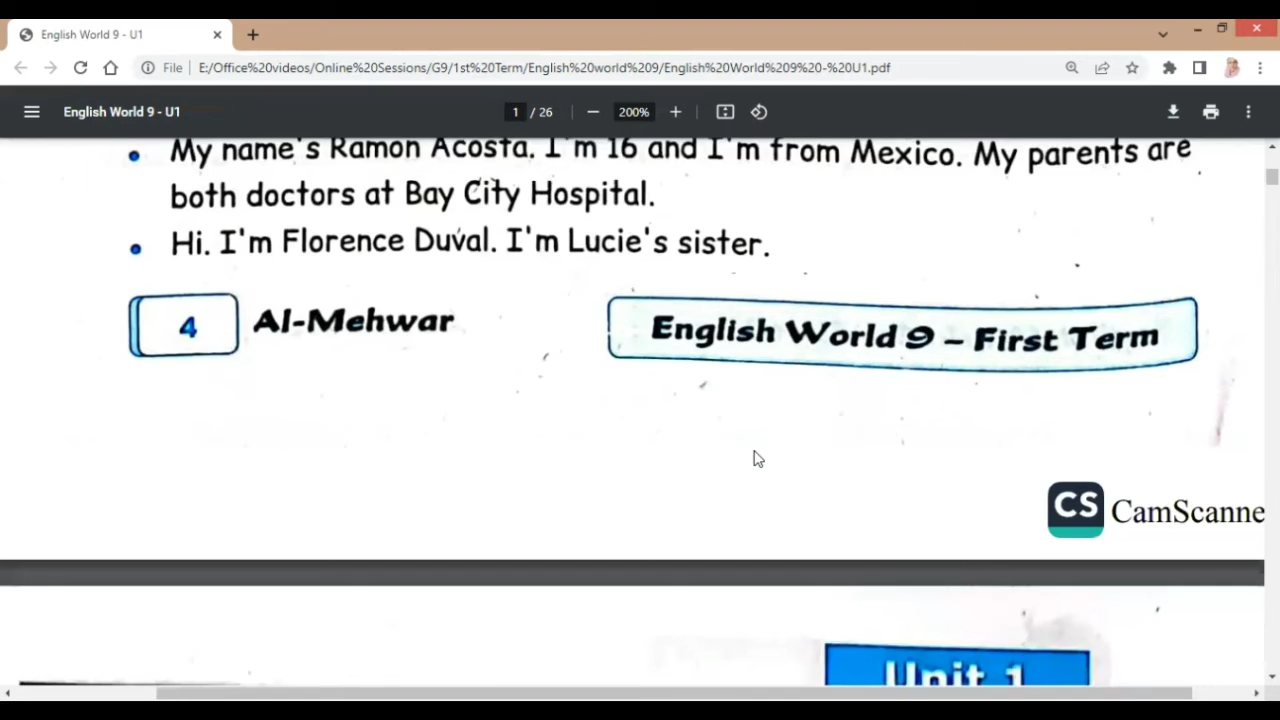 English World 9 - U1
File
E:/Office%20videos/Online%20Sessions/G9/1st%20Term/English%20world%209/English%20World%209%20-%20U1.pdf
English World 9 - U1
1 / 26
200%
My name's Ramon Acosta. I'm 16 and I'm from Mexico. My parents are
both doctors at Bay City Hospital.
Hi. I'm Florence Duval. I'm Lucie's sister.
4 Al-Mehwar
English World 9 – First Term
CS CamScanne
Unit 1